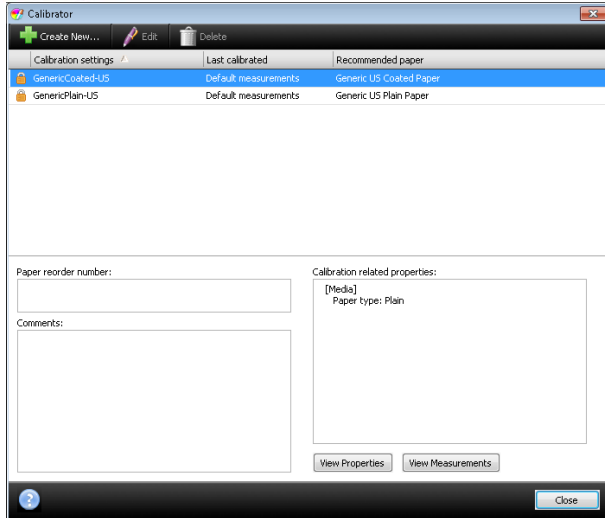 Calibrator
Create New... Edit Delete
Calibration settings Last calibrated Recommended paper
GenericCoated-US Default measurements Generic US Coated Paper
GenericPlain-US Default measurements Generic US Plain Paper
Paper reorder number:
Comments:
Calibration related properties:
[Media]
Paper type: Plain
View Properties View Measurements
? Close